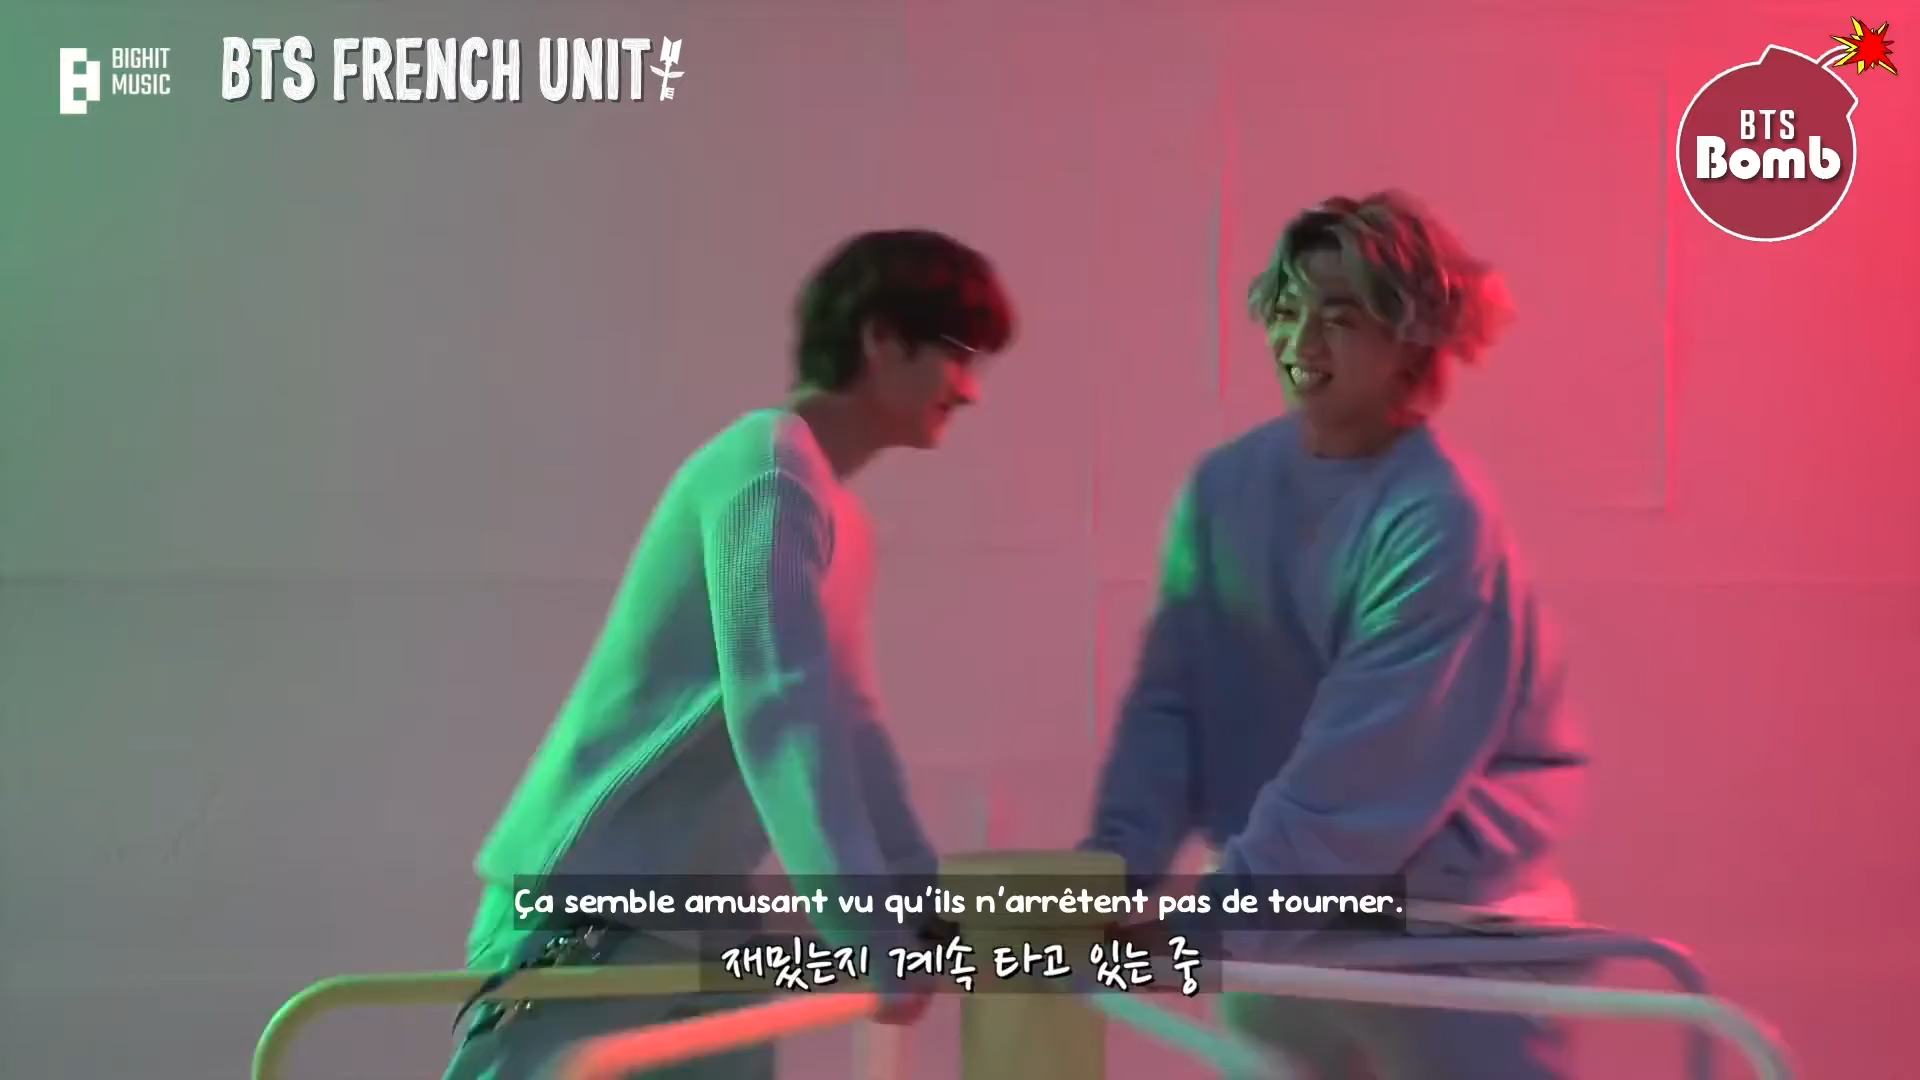 BIGHIT
MUSIC
BTS FRENCH UNIT
BTS
Bomb
Ça semble amusant vu qu'ils n'arrêtent pas de tourner.
재밌는지 계속 타고 있는 중